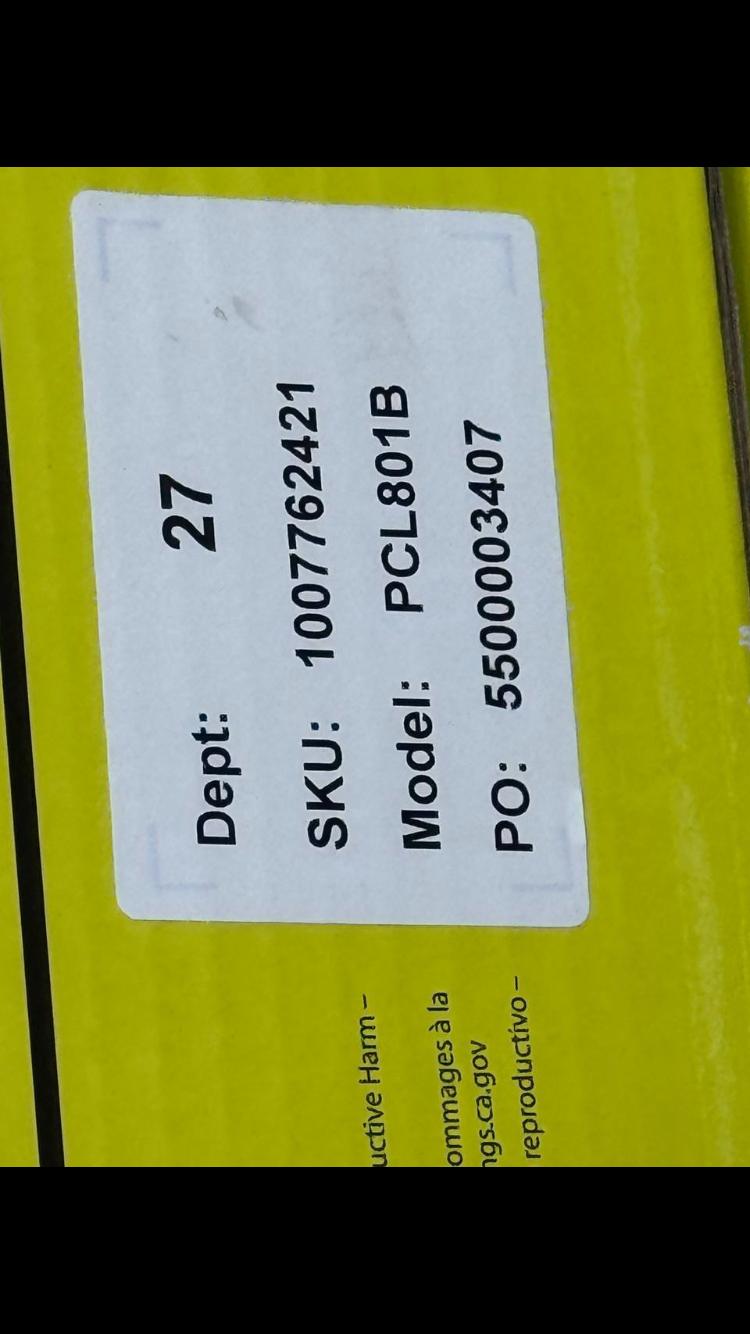 Dept: 27
SKU: 1007762421
Model: PCL801B
PO: 5500003407
uctive Harm –
ommages à la
ngs.ca.gov
reproductivo –